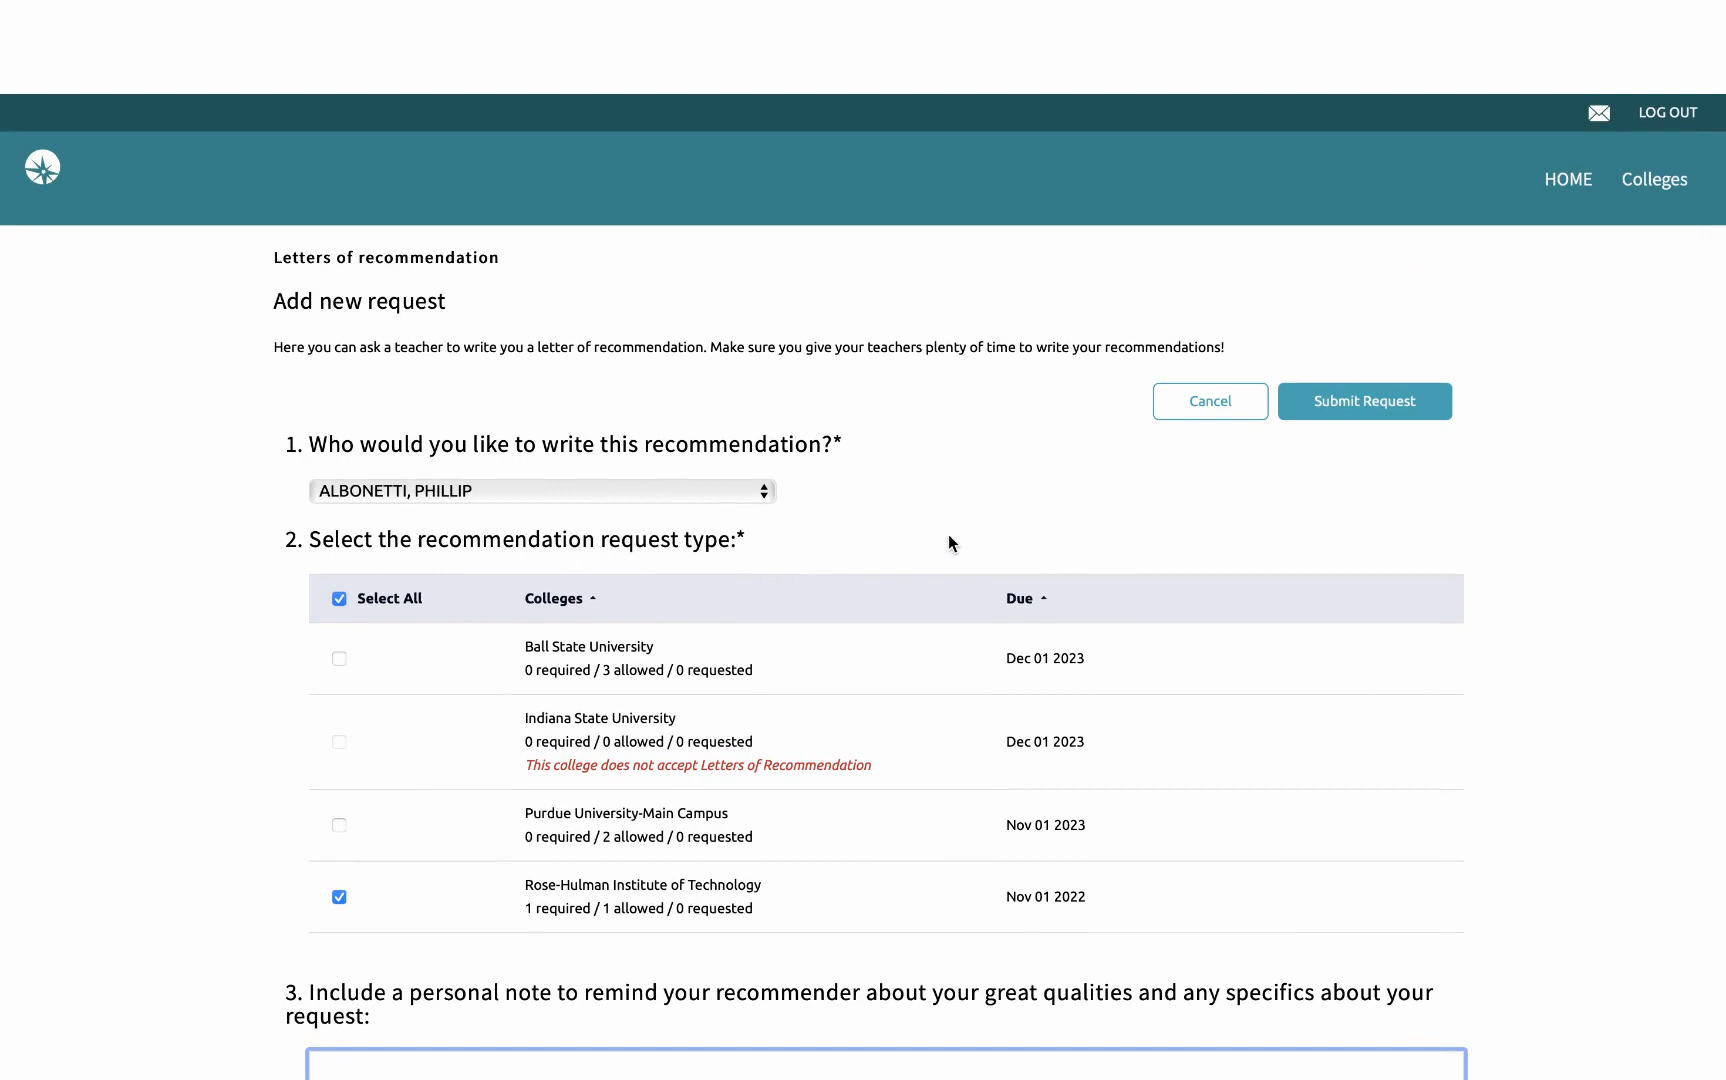 LOG OUT
HOME Colleges
Letters of recommendation
Add new request
Here you can ask a teacher to write you a letter of recommendation. Make sure you give your teachers plenty of time to write your recommendations!
Cancel Submit Request
1. Who would you like to write this recommendation?*
ALBONETTI, PHILLIP
2. Select the recommendation request type:*
Select All Colleges Due
Ball State University
0 required / 3 allowed / 0 requested
Dec 01 2023
Indiana State University
0 required / 0 allowed / 0 requested
This college does not accept Letters of Recommendation
Dec 01 2023
Purdue University-Main Campus
0 required / 2 allowed / 0 requested
Nov 01 2023
Rose-Hulman Institute of Technology
1 required / 1 allowed / 0 requested
Nov 01 2022
3. Include a personal note to remind your recommender about your great qualities and any specifics about your
request: